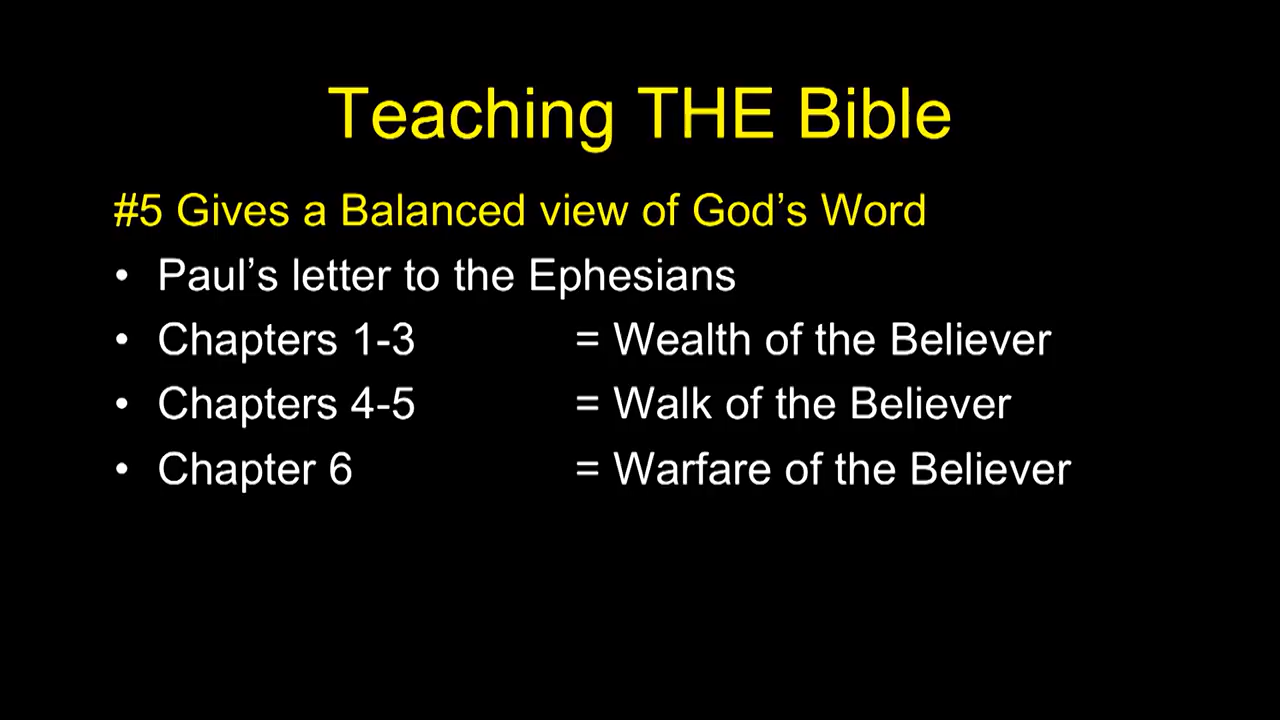 Teaching THE Bible
#5 Gives a Balanced view of God’s Word
• Paul’s letter to the Ephesians
• Chapters 1-3 = Wealth of the Believer
• Chapters 4-5 = Walk of the Believer
• Chapter 6 = Warfare of the Believer